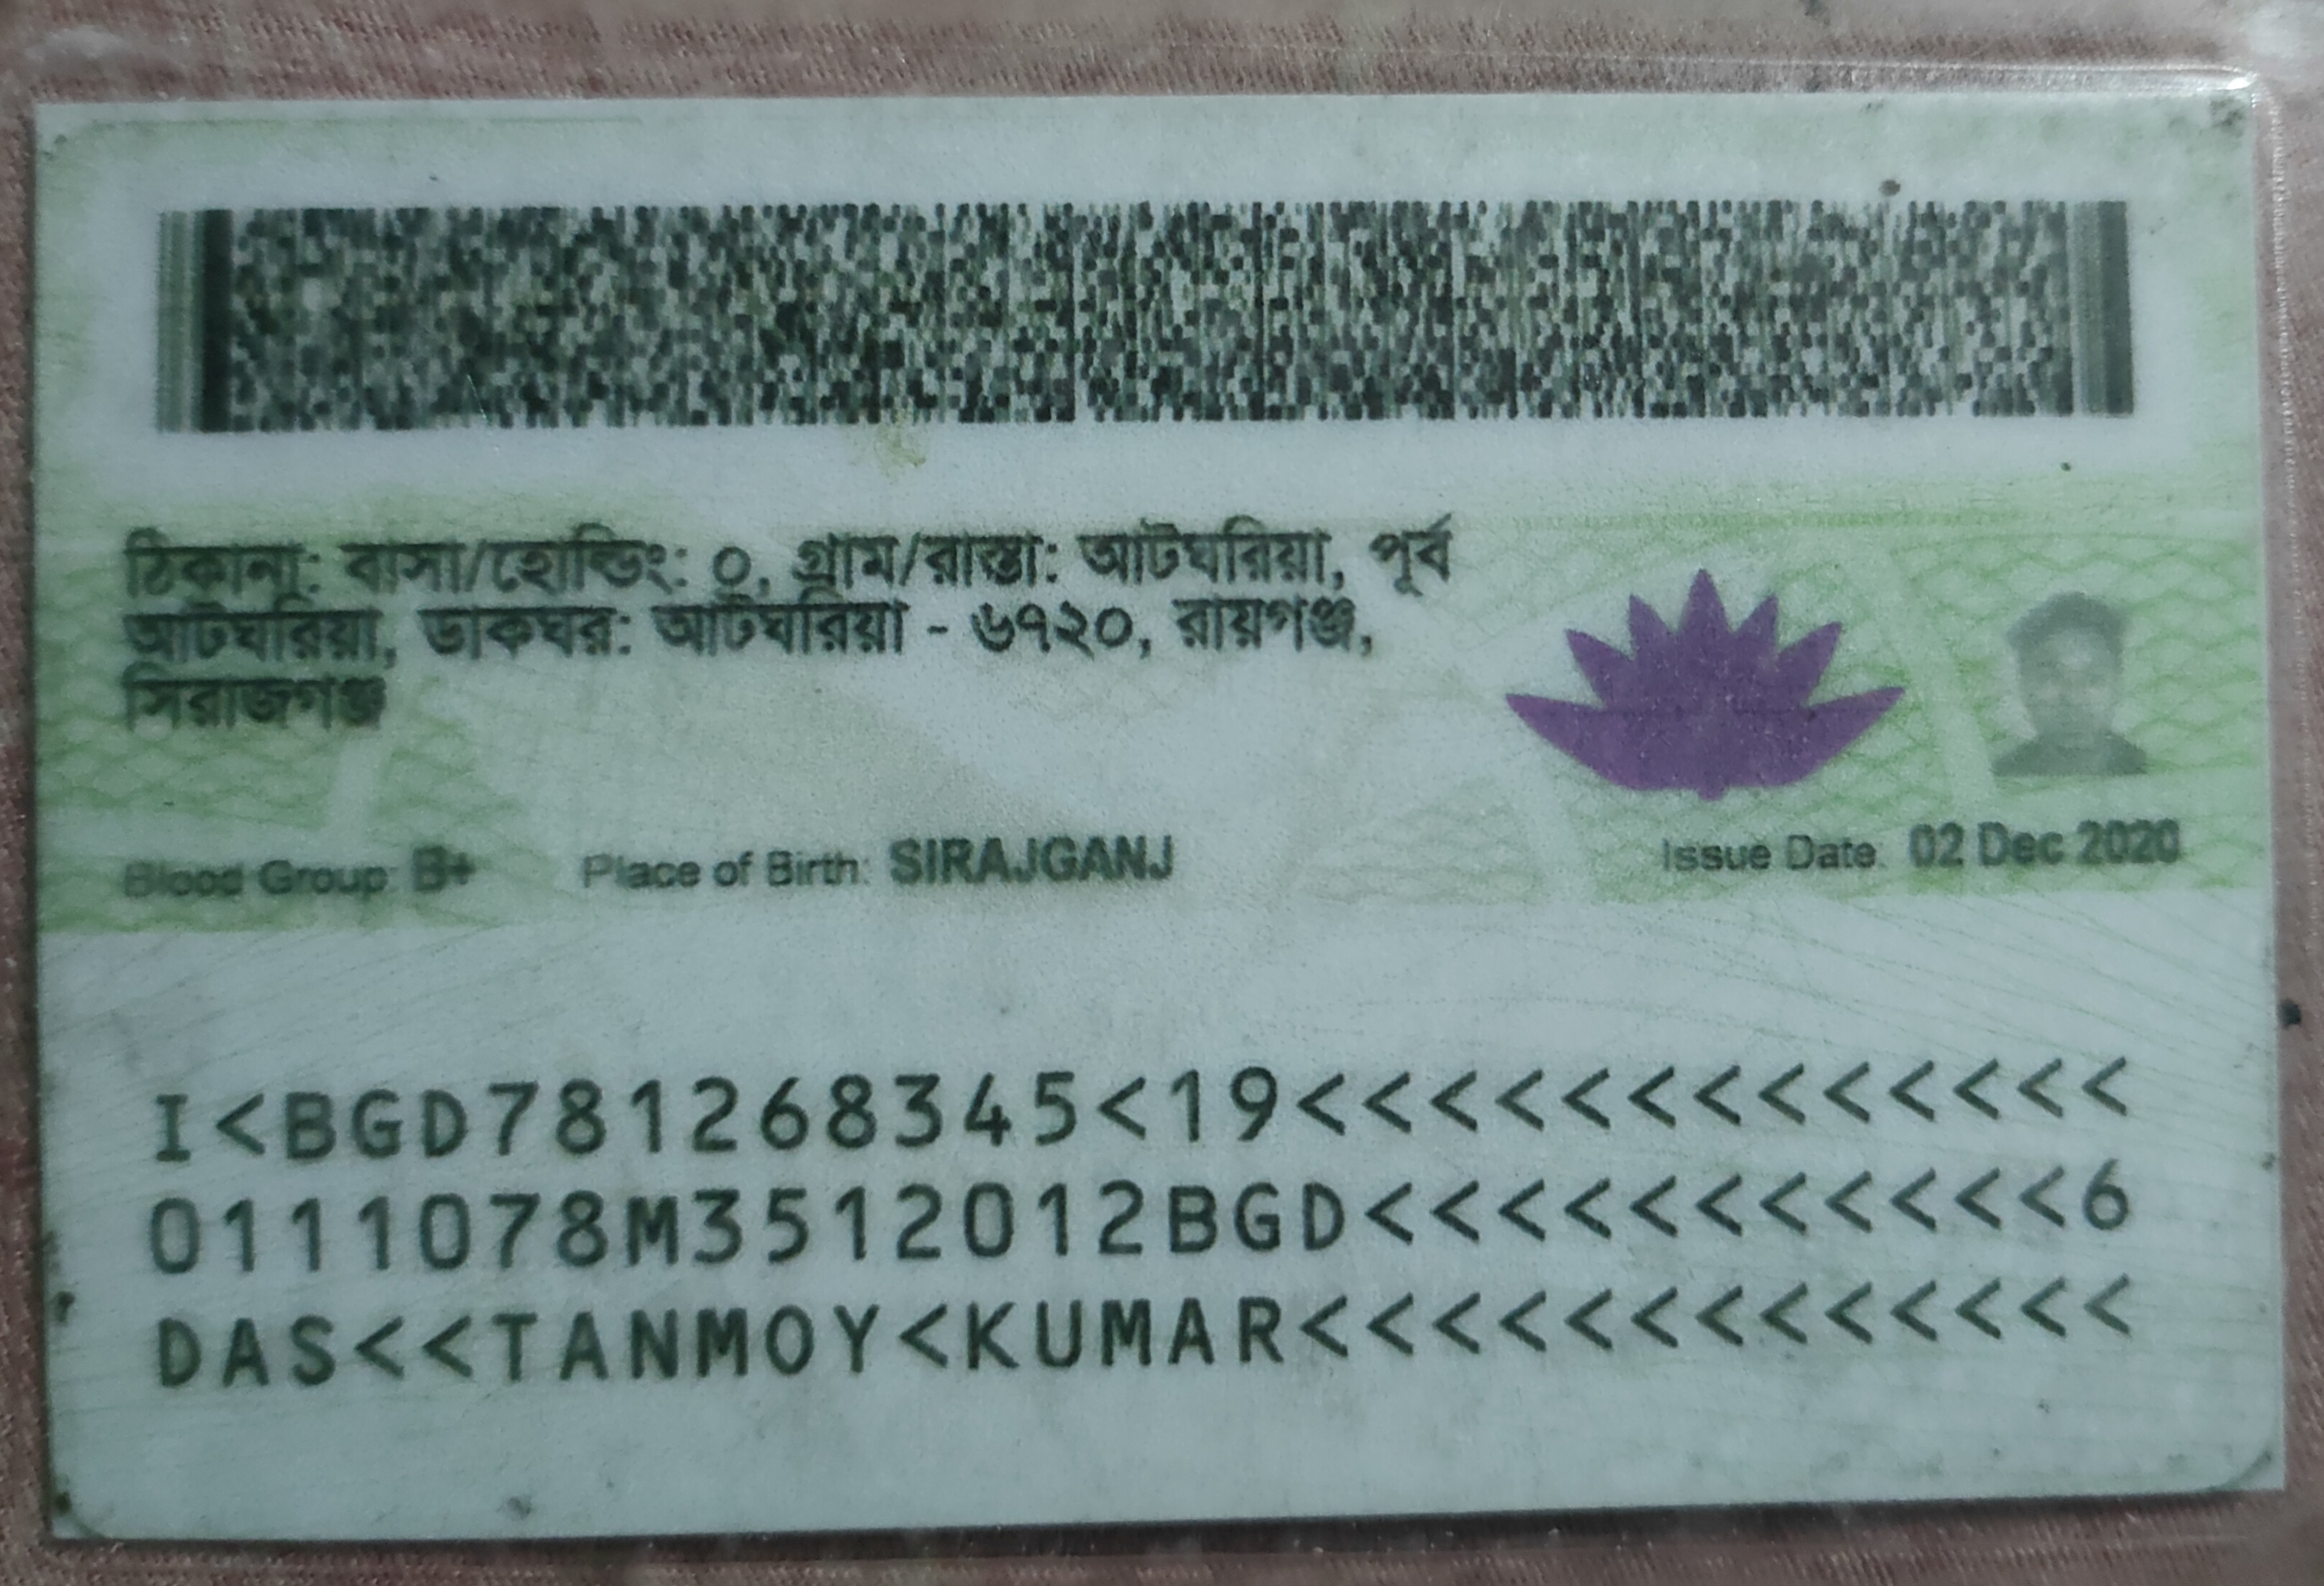 ঠিকানা: বাসা/হোল্ডিং: ০, গ্রাম/রাস্তা: আটঘরিয়া, পূর্ব
আটঘরিয়া, ডাকঘর: আটঘরিয়া - ৬৭২০, রায়গঞ্জ,
সিরাজগঞ্জ
Blood Group: B+ Place of Birth: SIRAJGANJ Issue Date: 02 Dec 2020
I<BGD781268345<19<<<<<<<<<<<<<
0111078M3512012BGD<<<<<<<<<<<6
DAS<<TANMOY<KUMAR<<<<<<<<<<<<<